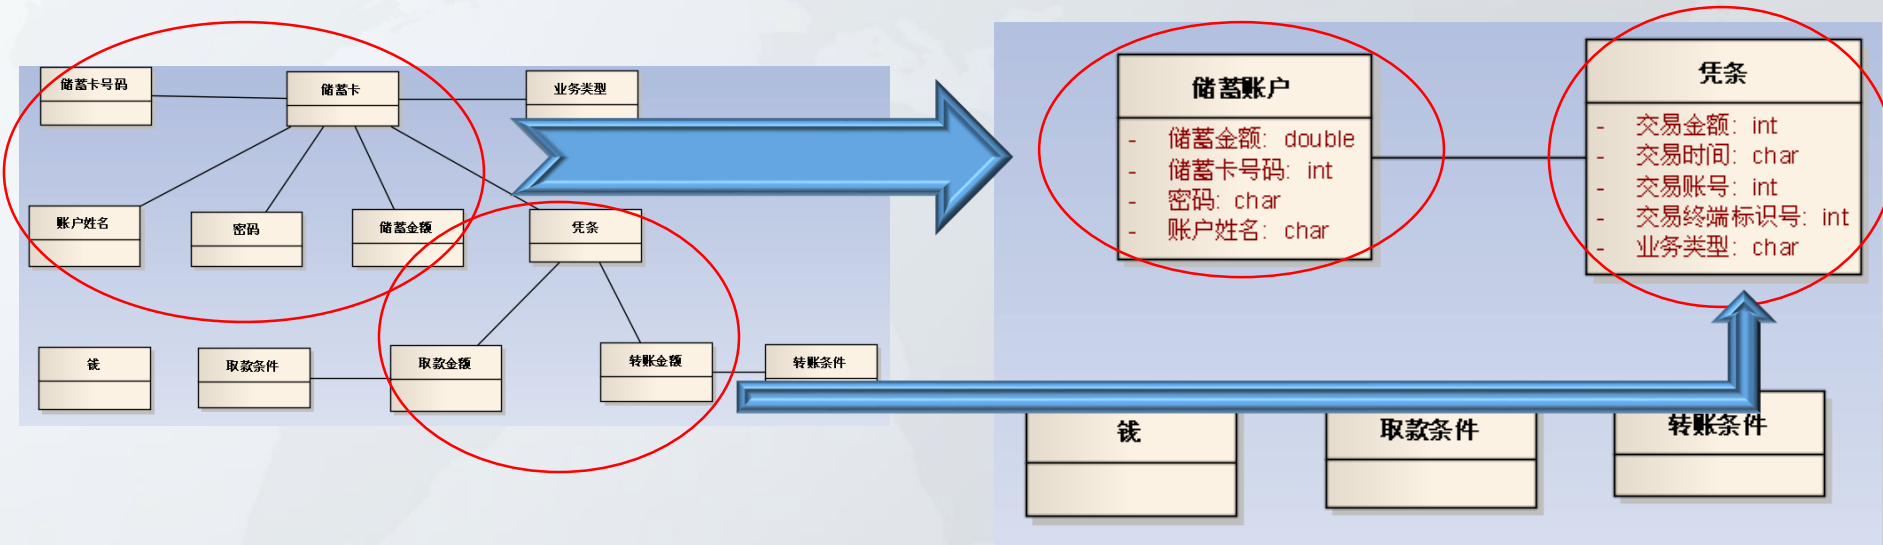 储蓄卡号码
储蓄卡
业务类型
账户姓名
密码
储蓄金额
凭条
钱
取款条件
取款金额
转账金额
转账条件
储蓄账户
- 储蓄金额: double
- 储蓄卡号码: int
- 密码: char
- 账户姓名: char
凭条
- 交易金额: int
- 交易时间: char
- 交易账号: int
- 交易终端标识号: int
- 业务类型: char
钱
取款条件
转账条件